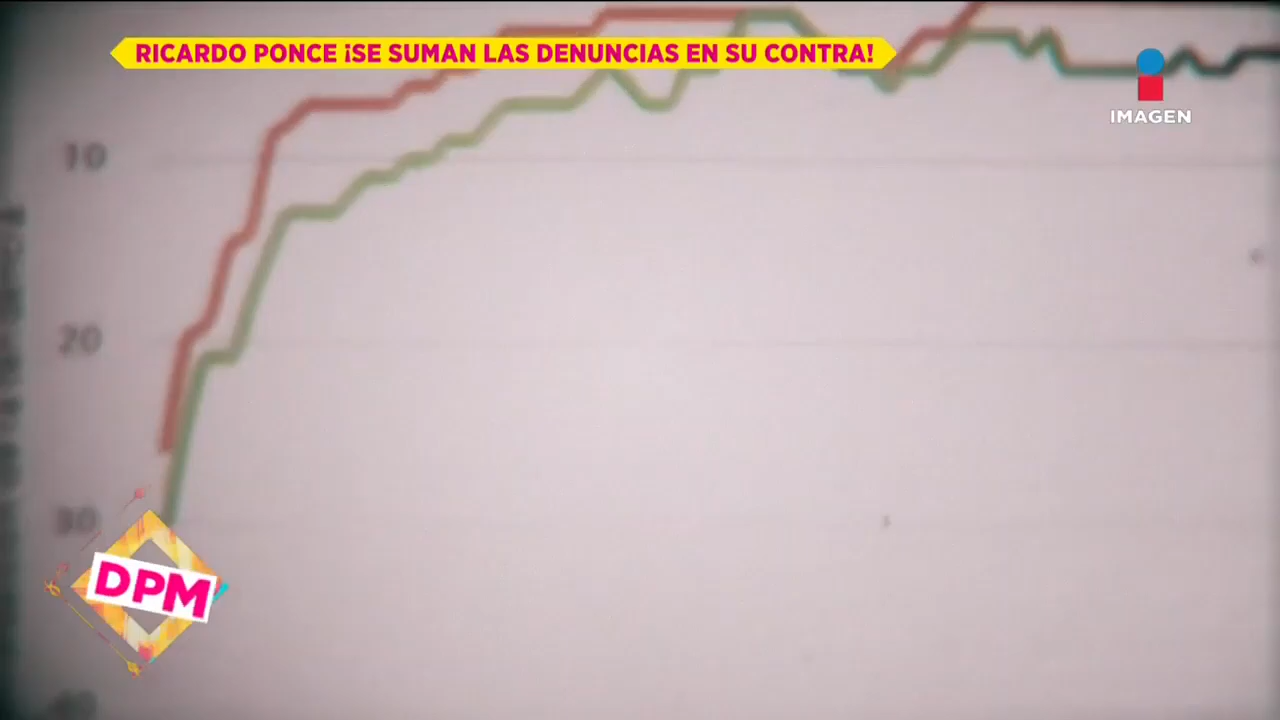 RICARDO PONCE ¡SE SUMAN LAS DENUNCIAS EN SU CONTRA!
IMAGEN
10
20
30
DPM